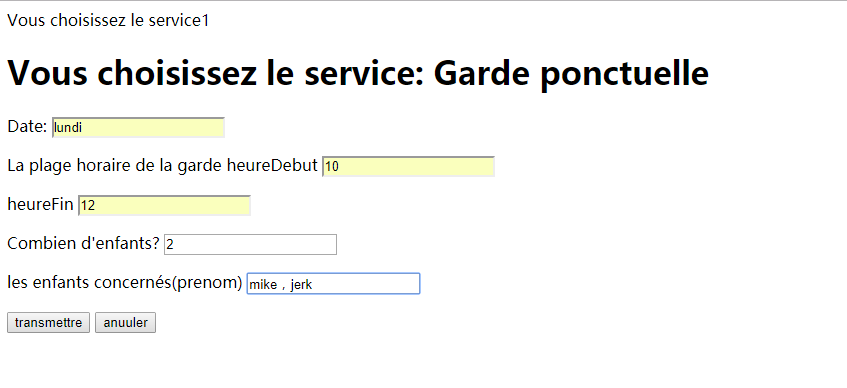 Vous choisissez le service1
Vous choisissez le service: Garde ponctuelle
Date: lundi
La plage horaire de la garde heureDebut 10
heureFin 12
Combien d'enfants? 2
les enfants concernés(prenom) mike，jerk
transmettre anuuler